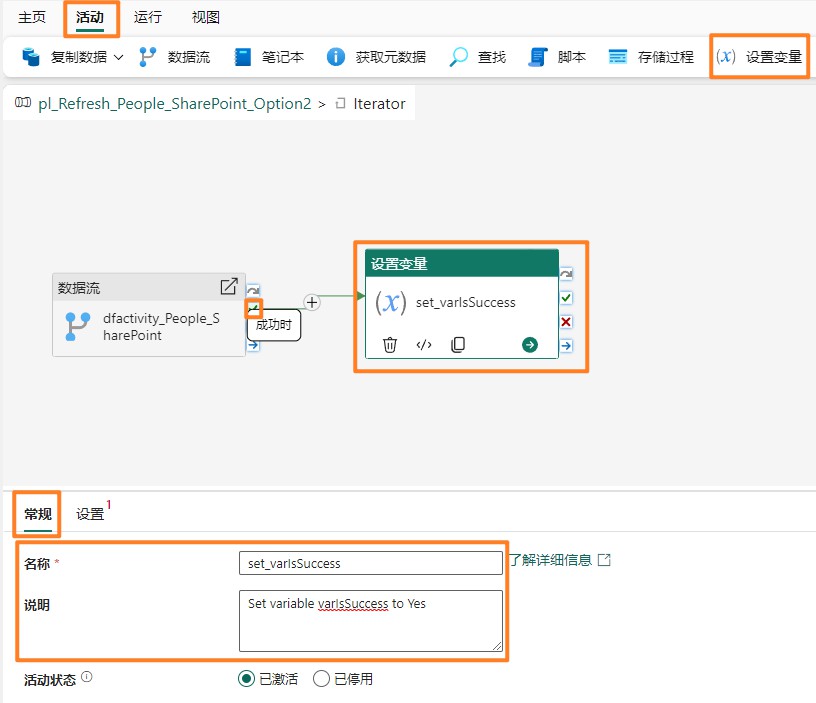 主页 活动 运行 视图
复制数据 数据流 笔记本 获取元数据 查找 脚本 存储过程 (x) 设置变量
pl_Refresh_People_SharePoint_Option2 > Iterator
数据流
dfactivity_People_S
harePoint
成功时
设置变量
(x) set_varIsSuccess
常规 设置 1
名称 * set_varIsSuccess 了解详细信息
说明 Set variable varIsSuccess to Yes
活动状态 已激活 已停用